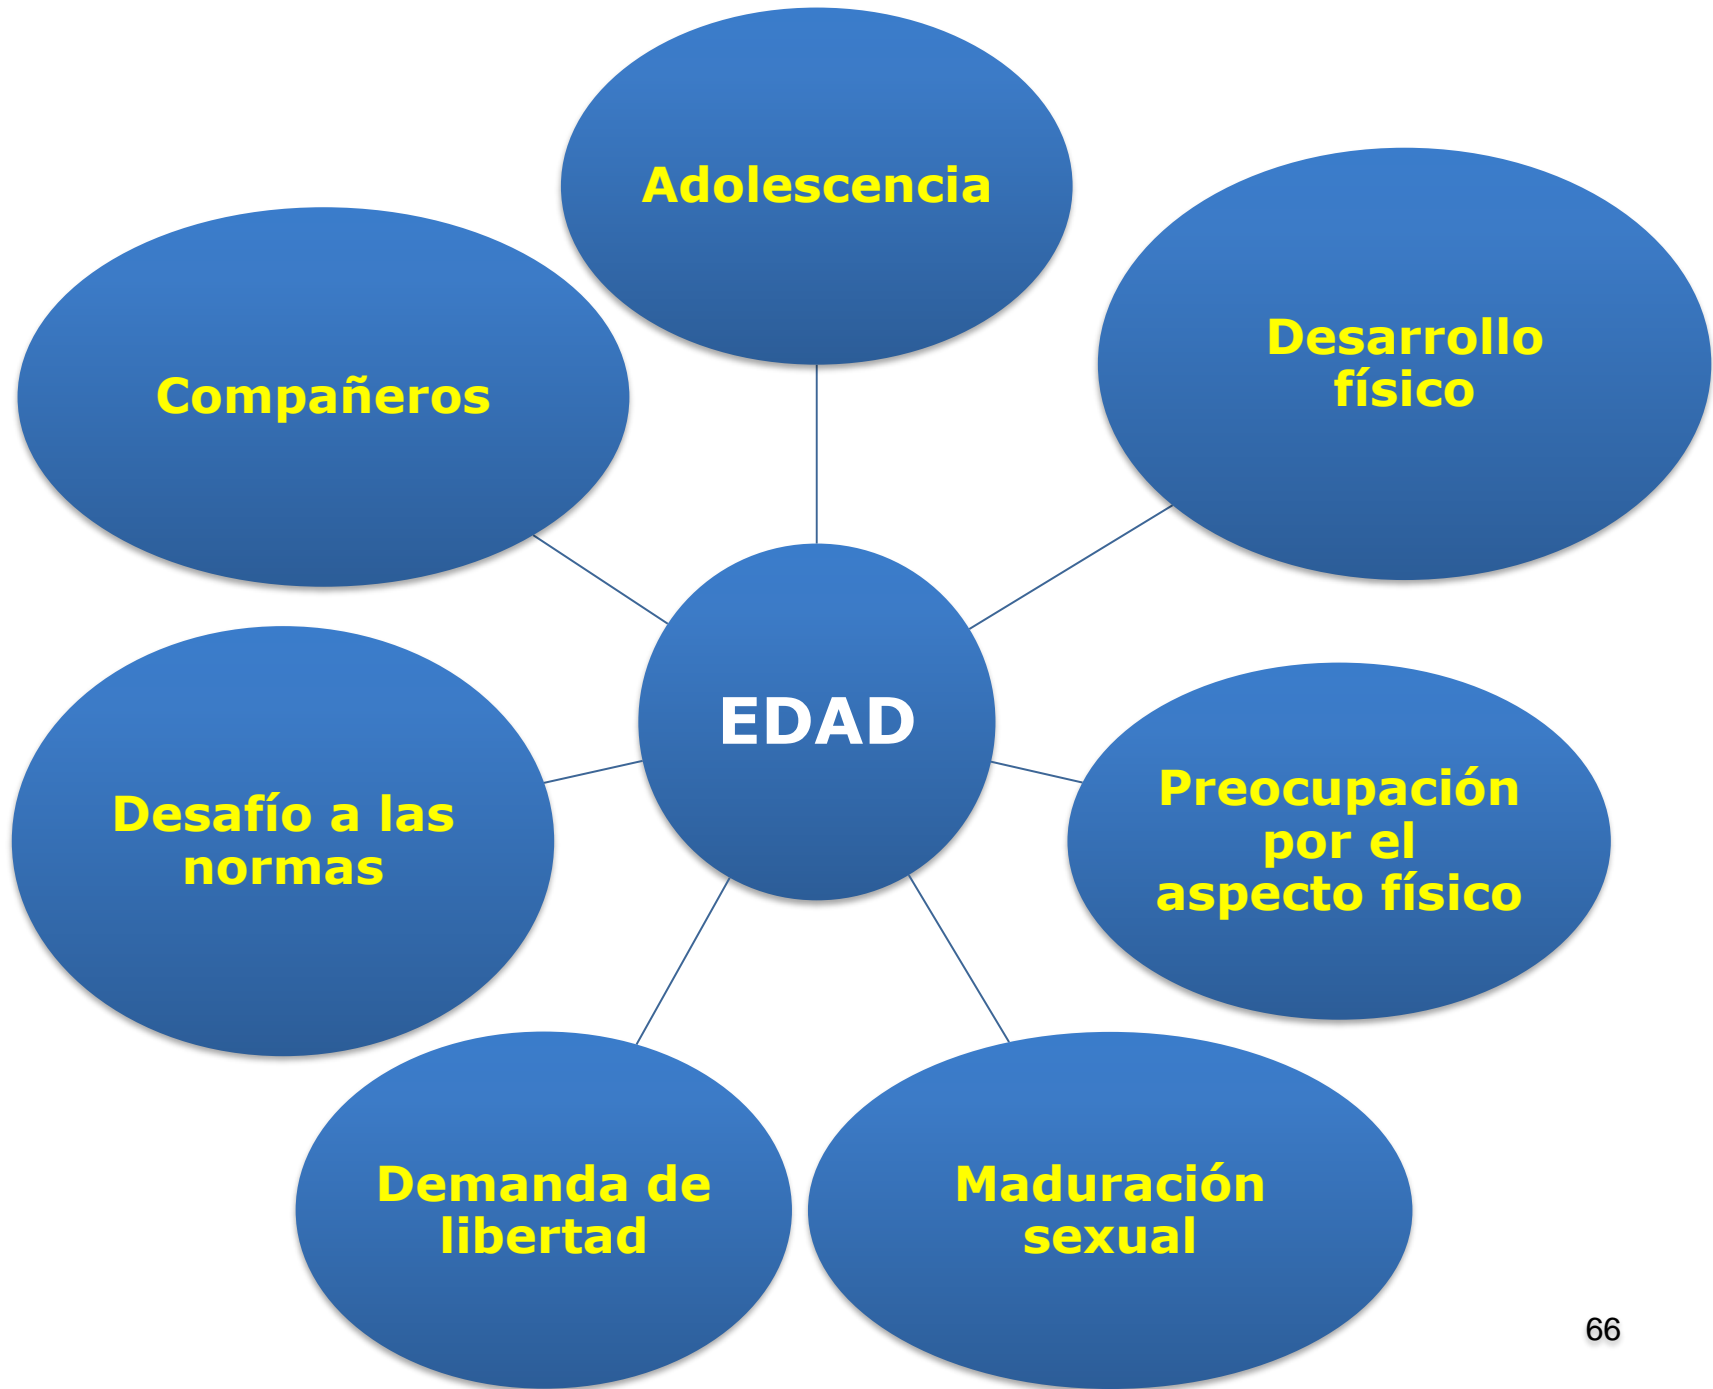 Adolescencia
Desarrollo
físico
Compañeros
EDAD
Preocupación
por el
aspecto físico
Desafío a las
normas
Demanda de
libertad
Maduración
sexual
66